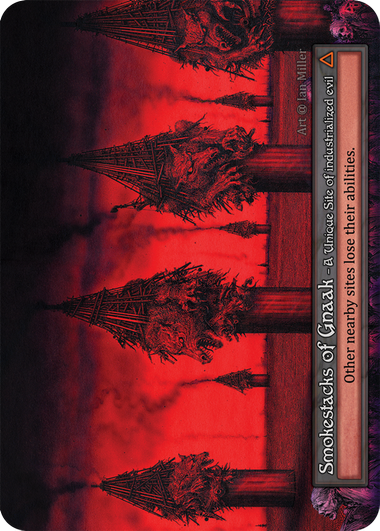 Art @ Ian Miller
Smokestacks of Gnaak – A Unique Site of industrialized evil
Other nearby sites lose their abilities.